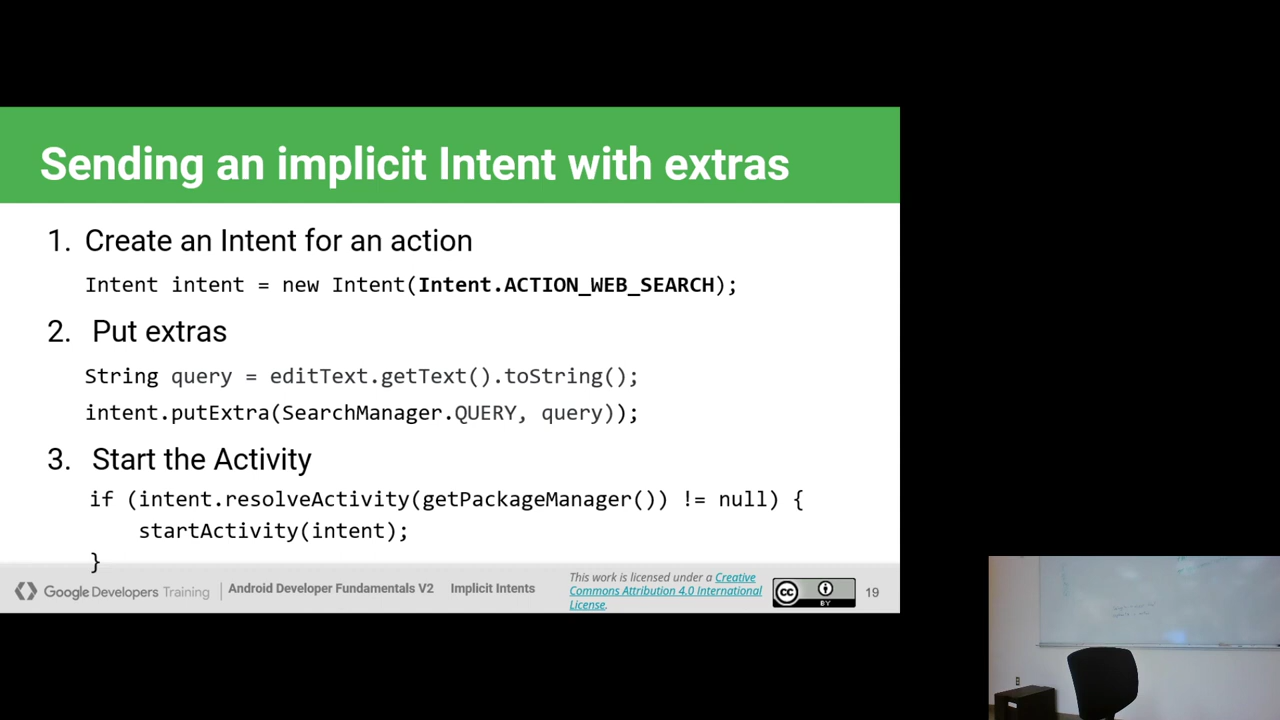 Sending an implicit Intent with extras
1. Create an Intent for an action
Intent intent = new Intent(Intent.ACTION_WEB_SEARCH);
2. Put extras
String query = editText.getText().toString();
intent.putExtra(SearchManager.QUERY, query));
3. Start the Activity
if (intent.resolveActivity(getPackageManager()) != null) {
    startActivity(intent);
}
Google Developers Training
Android Developer Fundamentals V2
Implicit Intents
This work is licensed under a Creative
Commons Attribution 4.0 International
License.
cc
BY
19